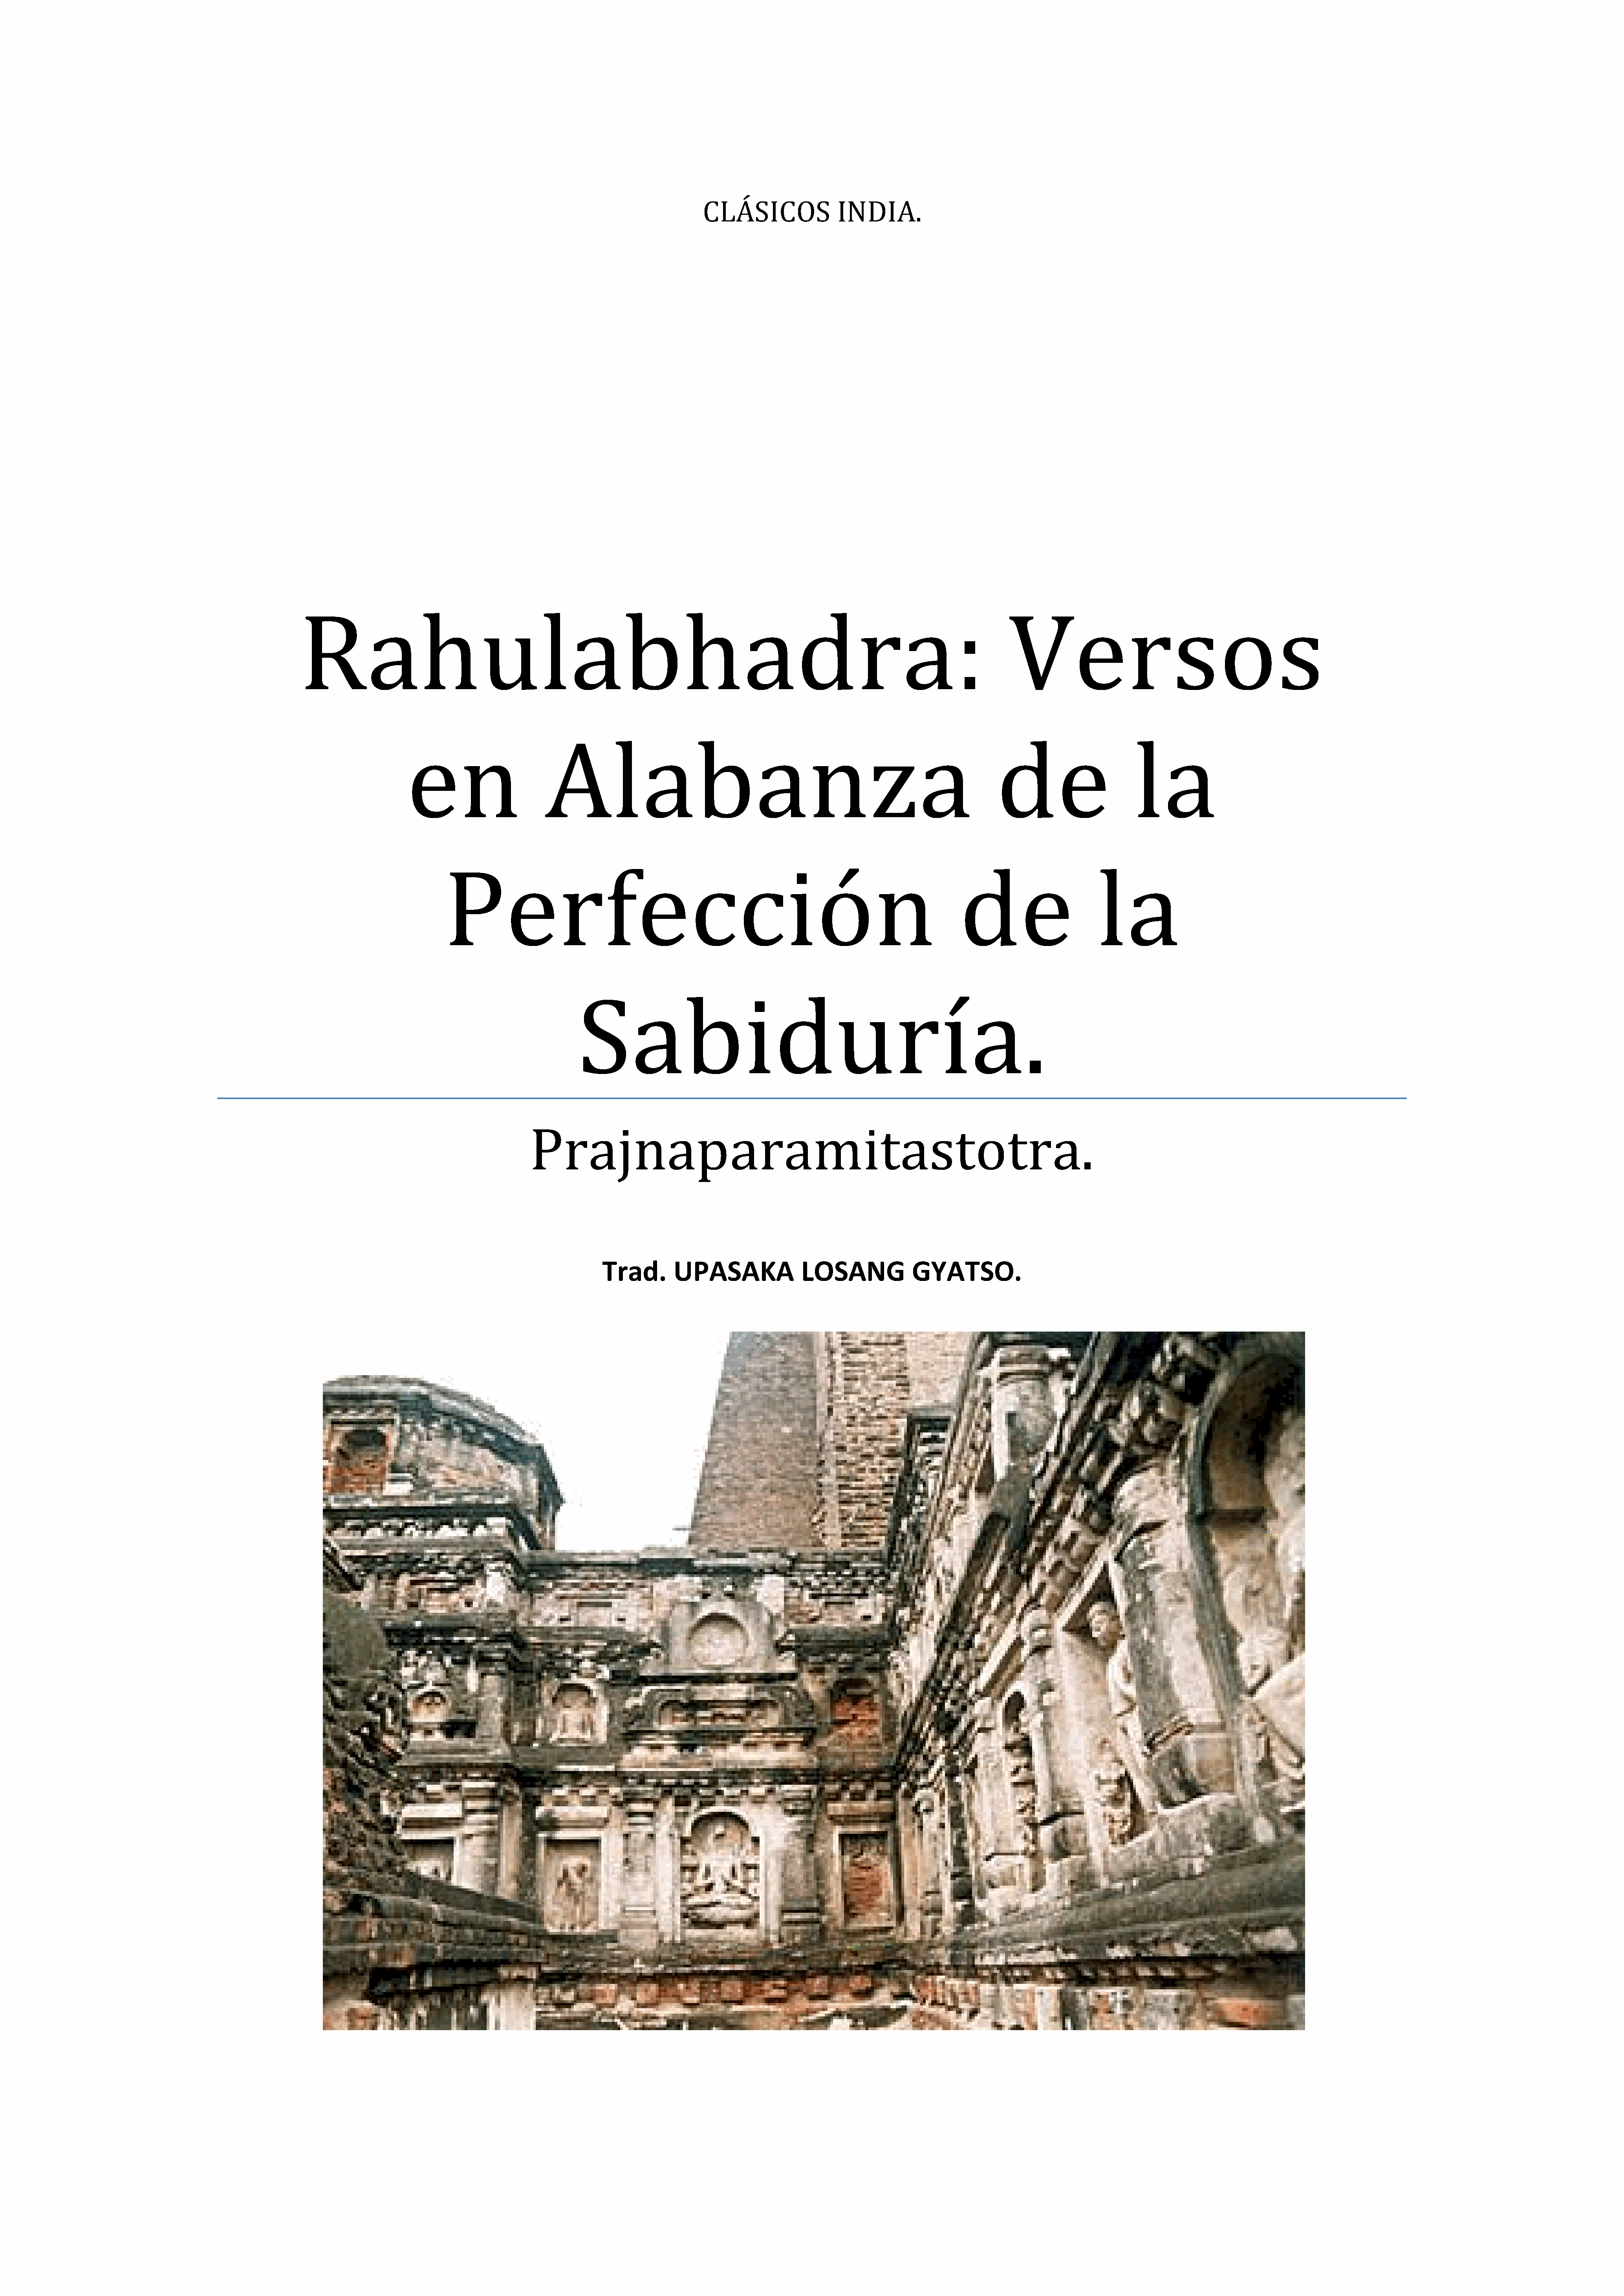 CLÁSICOS INDIA.
Rahulabhadra: Versos
en Alabanza de la
Perfección de la
Sabiduría.
Prajnaparamitastotra.
Trad. UPASAKA LOSANG GYATSO.